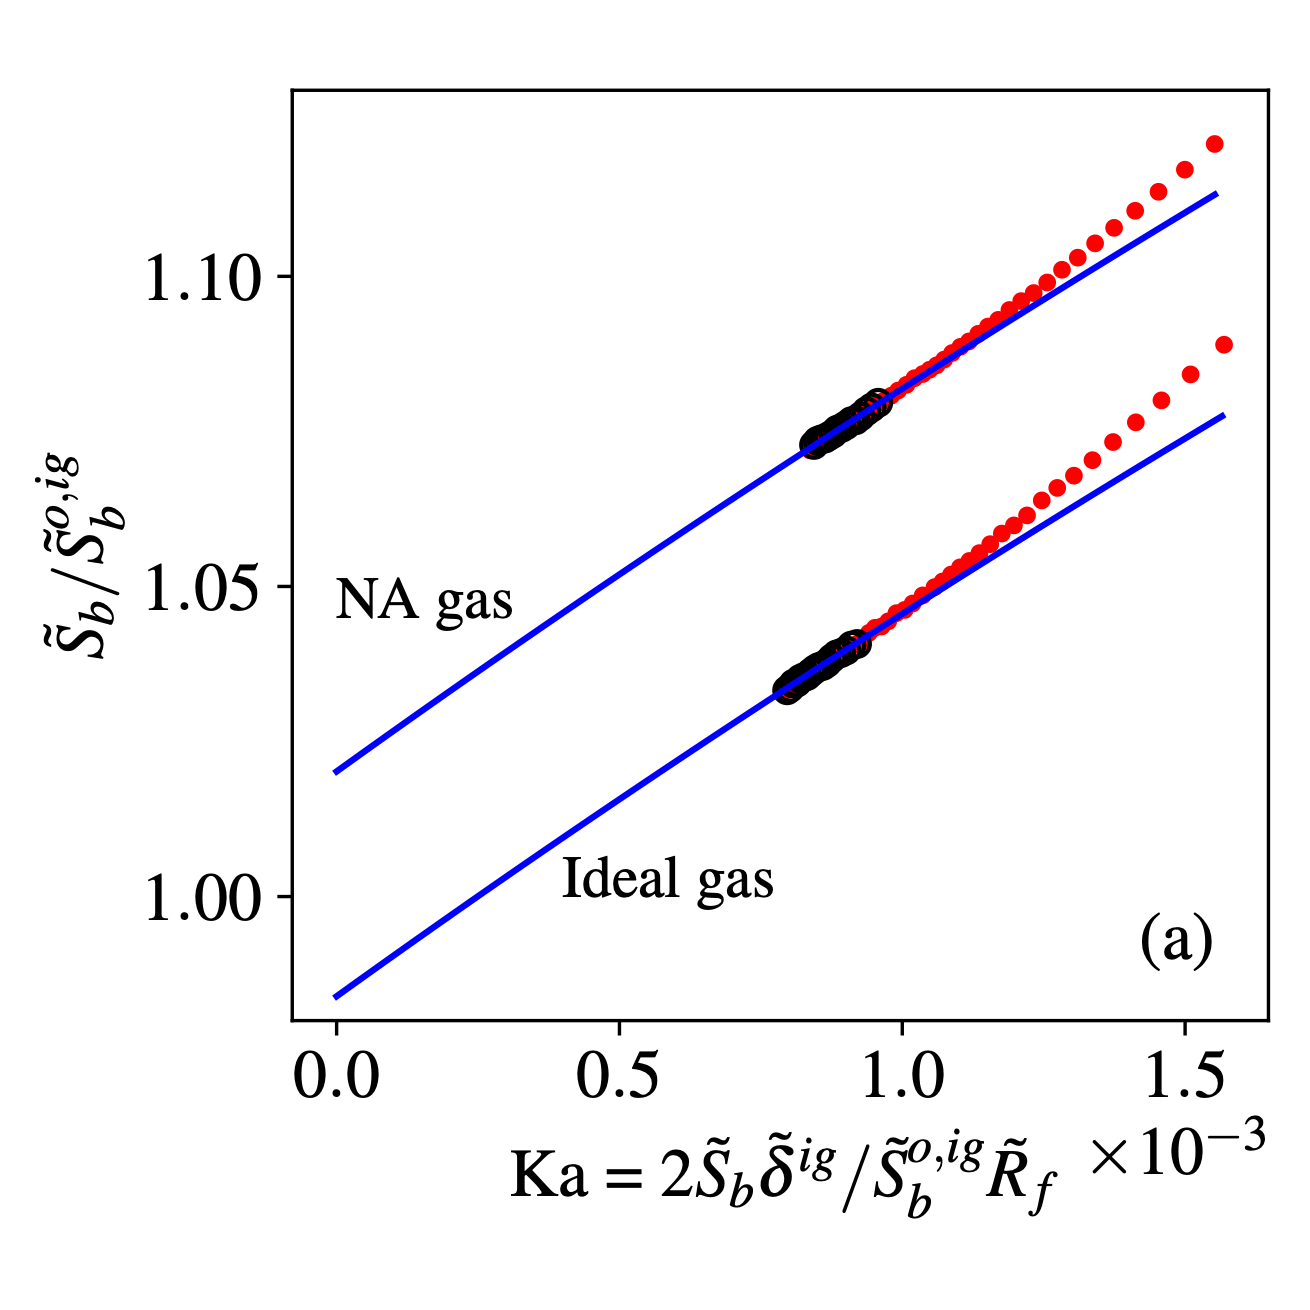 1.10
1.05
1.00
S̃_b/S̃_b^{o,ig}
NA gas
Ideal gas
(a)
0.0 0.5 1.0 1.5
×10⁻³
Ka = 2S̃_bδ̃^{ig}/S̃_b^{o,ig}R̃_f